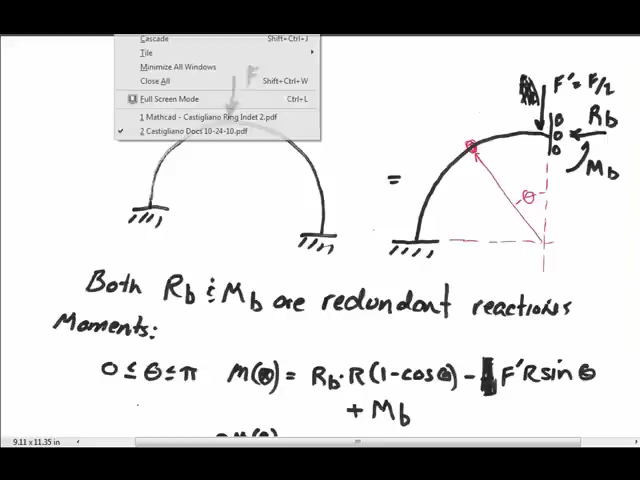 Cascade Shift+Ctrl+J
Tile
Minimize All Windows
Close All Shift+Ctrl+W
Full Screen Mode Ctrl+L
1 Mathcad - Castigliano Ring Indet 2.pdf
2 Castigliano Docs 10-24-10.pdf
F
F' = F/2
Rb
Mb
=
θ
Both Rb & Mb are redundant reactions
Moments:
0 ≤ θ ≤ π M(θ) = Rb·R(1-cosθ) - F'R sin θ
+ Mb
9.11 x 11.35 in